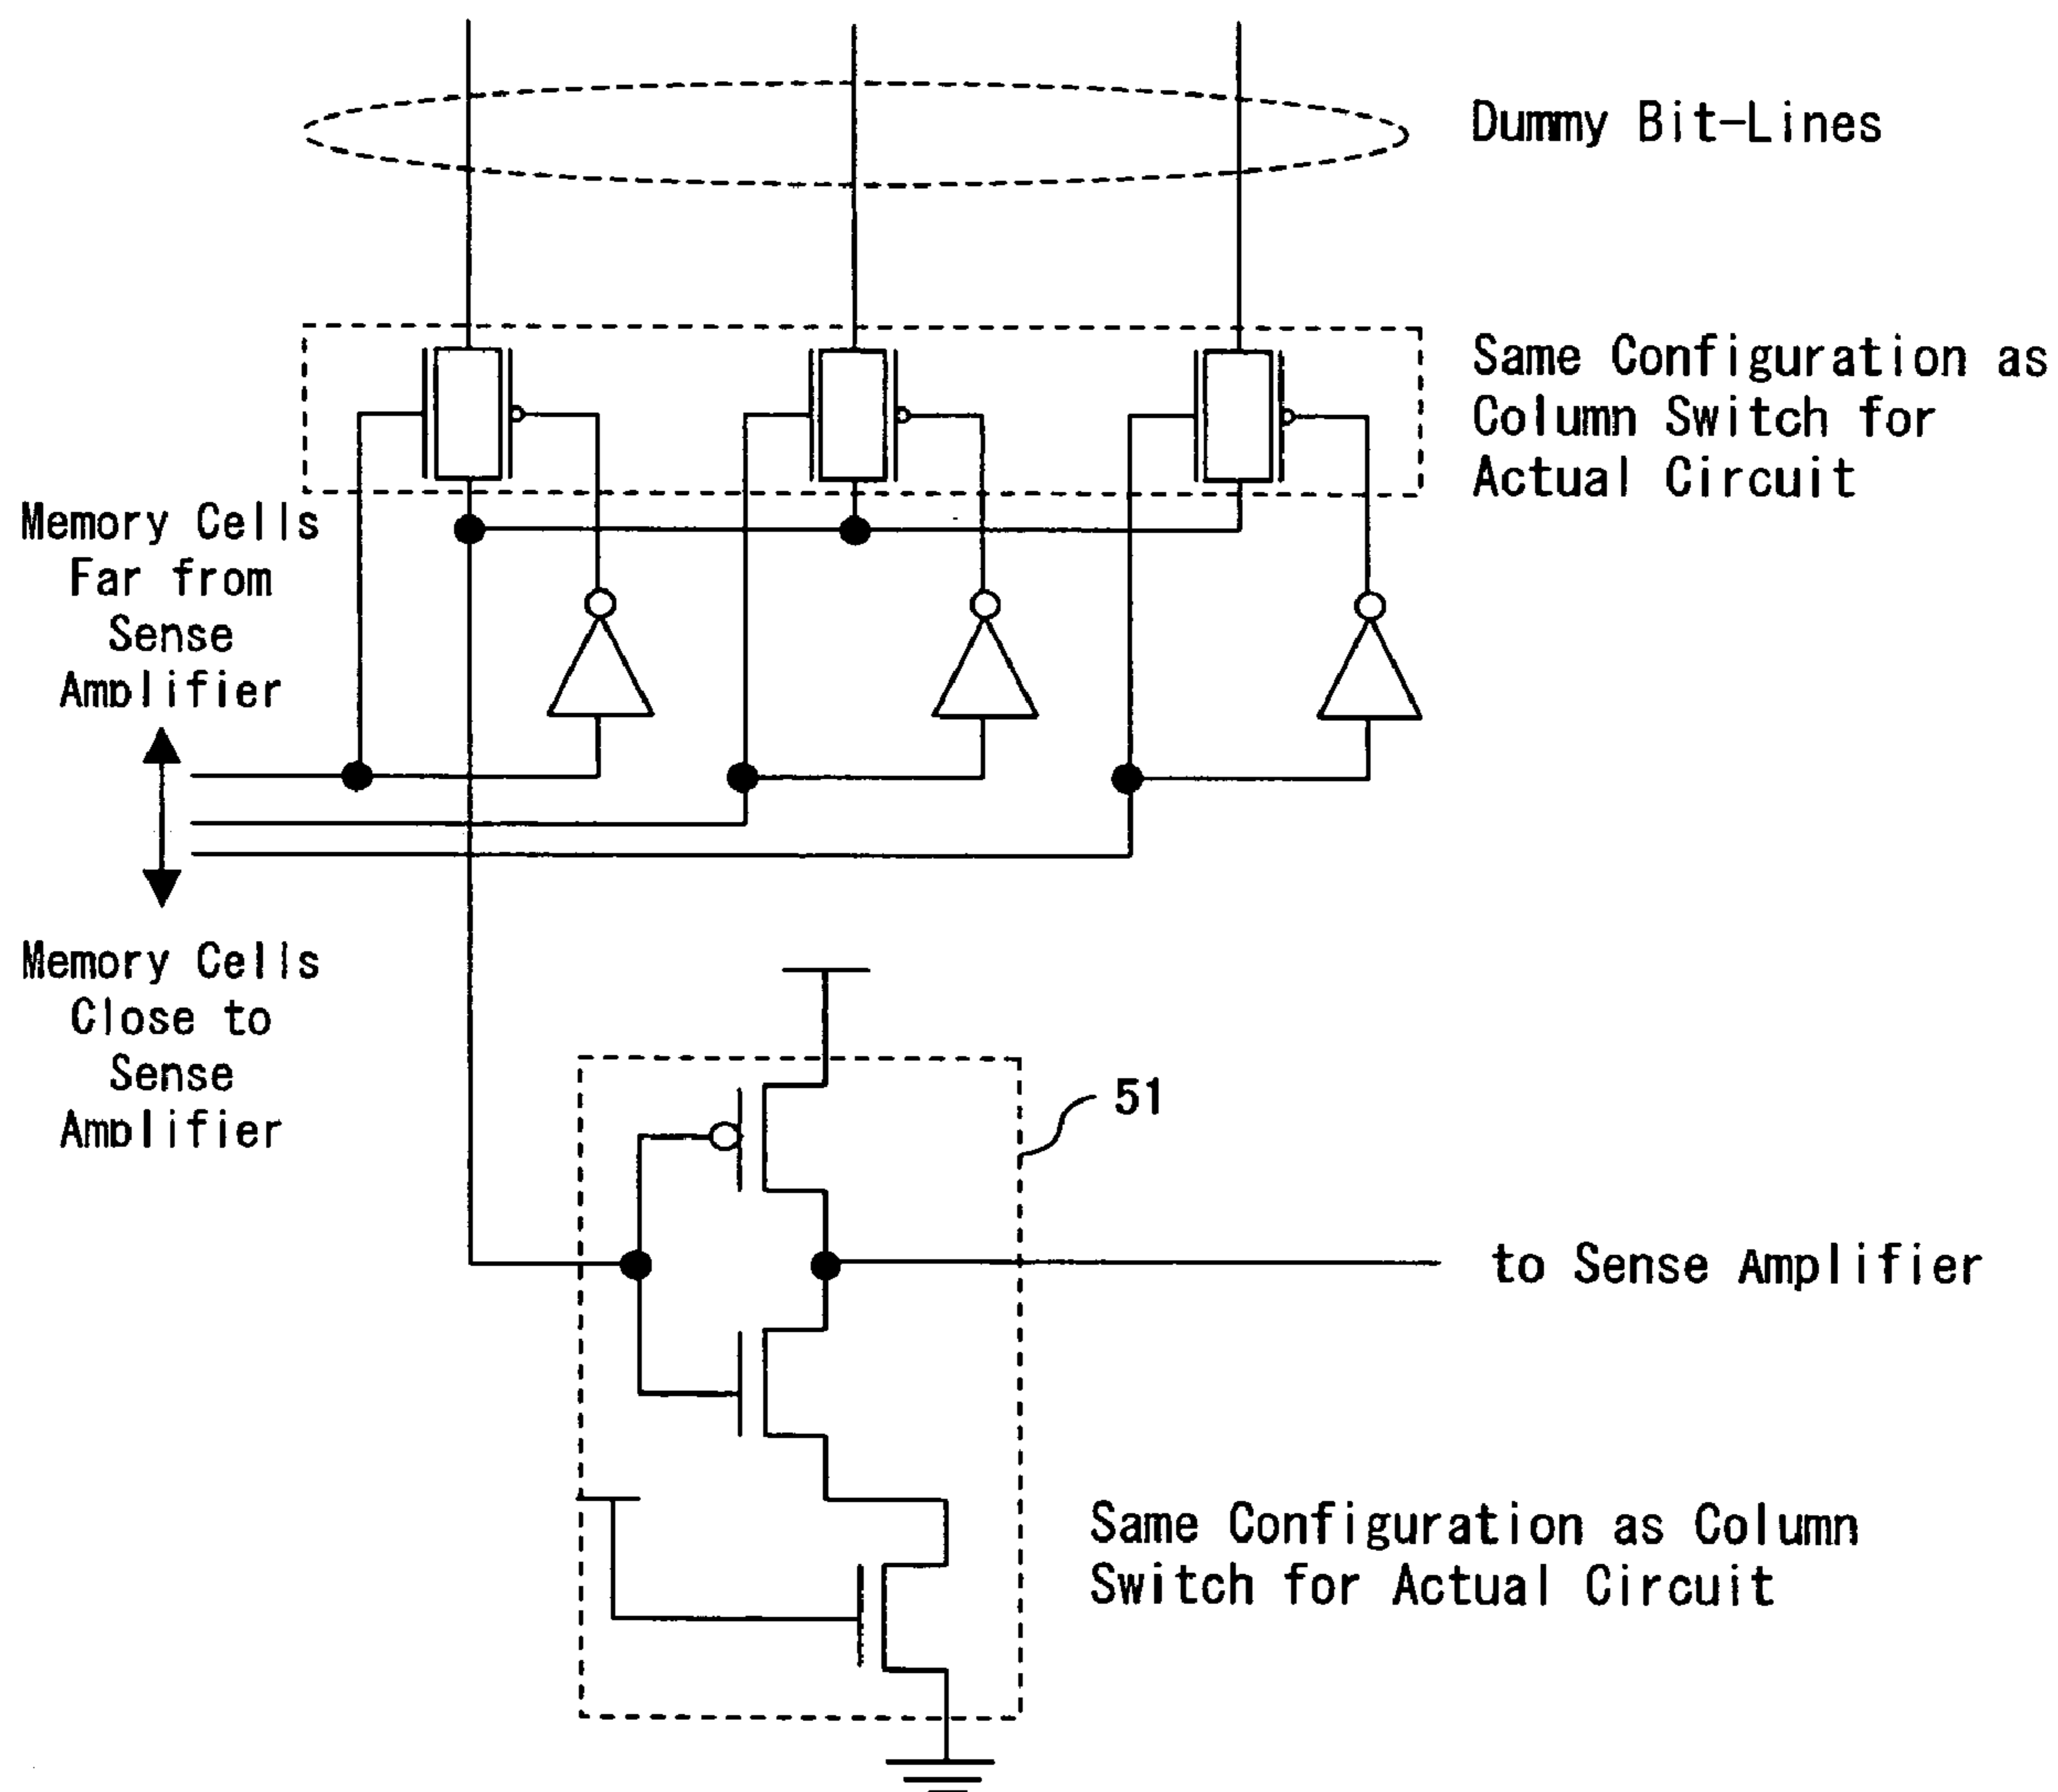 Dummy Bit-Lines
Same Configuration as
Column Switch for
Actual Circuit
Memory Cells
Far from
Sense
Amplifier
Memory Cells
Close to
Sense
Amplifier
51
to Sense Amplifier
Same Configuration as Column
Switch for Actual Circuit